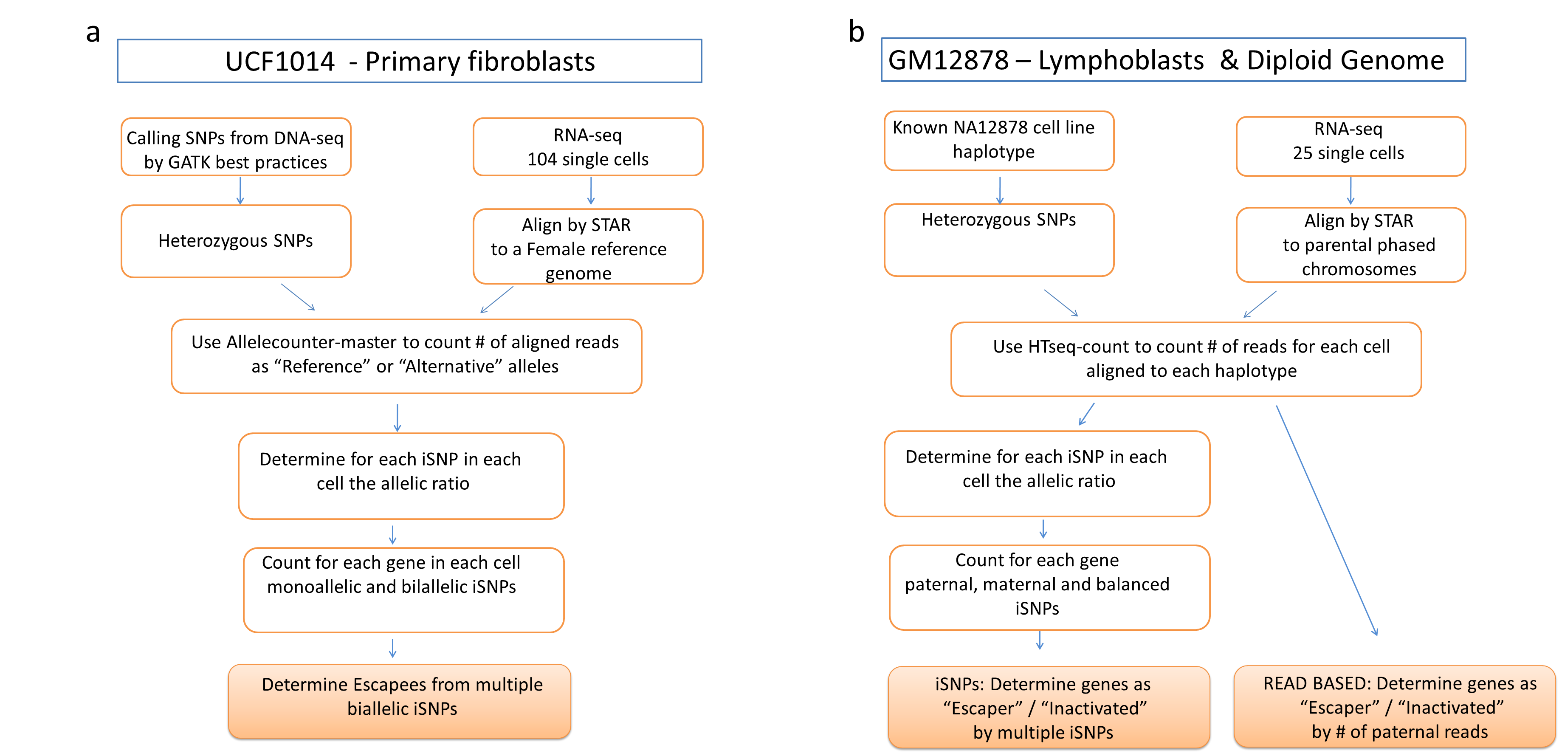 a
UCF1014 - Primary fibroblasts
Calling SNPs from DNA-seq
by GATK best practices
RNA-seq
104 single cells
Heterozygous SNPs
Align by STAR
to a Female reference
genome
Use Allelecounter-master to count # of aligned reads
as “Reference” or “Alternative” alleles
Determine for each iSNP in each
cell the allelic ratio
Count for each gene in each cell
monoallelic and bilallelic iSNPs
Determine Escapees from multiple
biallelic iSNPs
b
GM12878 – Lymphoblasts & Diploid Genome
Known NA12878 cell line
haplotype
RNA-seq
25 single cells
Heterozygous SNPs
Align by STAR
to parental phased
chromosomes
Use HTseq-count to count # of reads for each cell
aligned to each haplotype
Determine for each iSNP in each
cell the allelic ratio
Count for each gene
paternal, maternal and balanced
iSNPs
iSNPs: Determine genes as
“Escaper” / “Inactivated”
by multiple iSNPs
READ BASED: Determine genes as
“Escaper” / “Inactivated”
by # of paternal reads